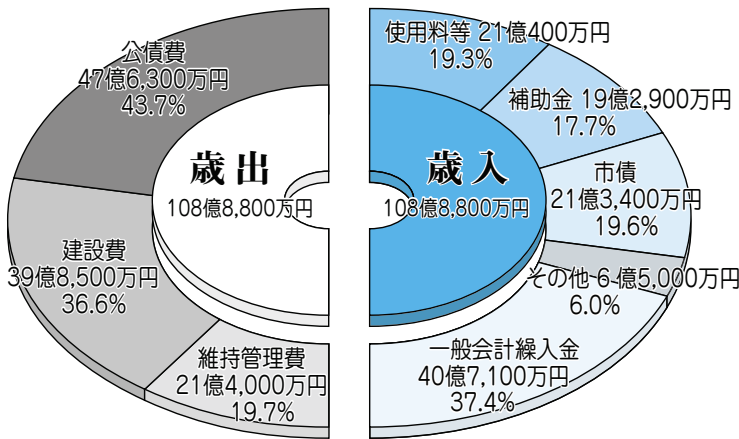 公債費
47億6,300万円
43.7%
建設費
39億8,500万円
36.6%
維持管理費
21億4,000万円
19.7%
歳出
108億8,800万円
使用料等 21億400万円
19.3%
補助金 19億2,900万円
17.7%
市債
21億3,400万円
19.6%
その他 6 億5,000万円
6.0%
一般会計繰入金
40億7,100万円
37.4%
歳入
108億8,800万円